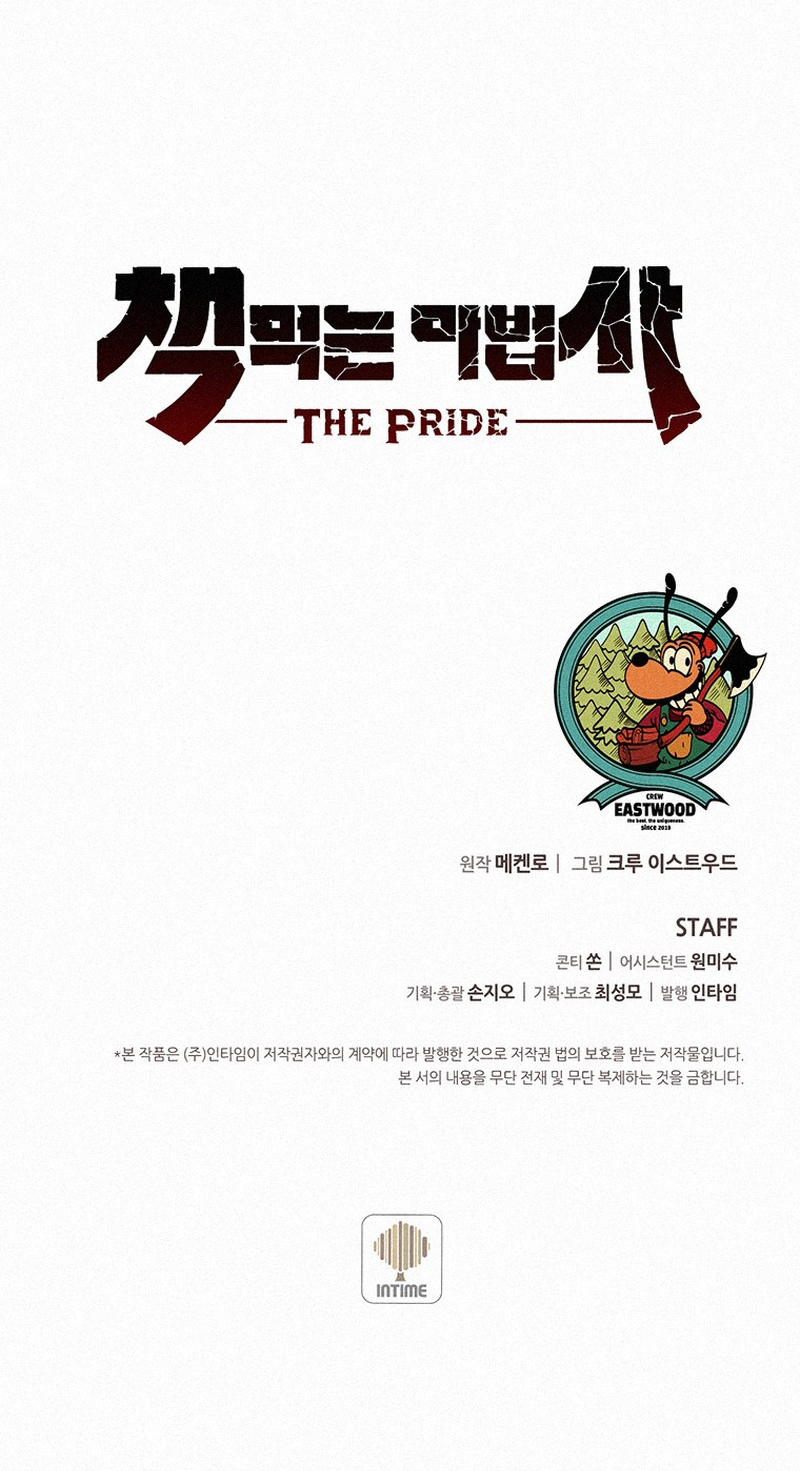 책 먹는 마법사
THE PRIDE
CREW
EASTWOOD
the best, the uniqueness.
since 2019
원작 메켄로 | 그림 크루 이스트우드
STAFF
콘티 쏜 | 어시스턴트 원미수
기획·총괄 손지오 | 기획·보조 최성모 | 발행 인타임
*본 작품은 (주)인타임이 저작권자와의 계약에 따라 발행한 것으로 저작권 법의 보호를 받는 저작물입니다.
본 서의 내용을 무단 전재 및 무단 복제하는 것을 금합니다.
INTIME